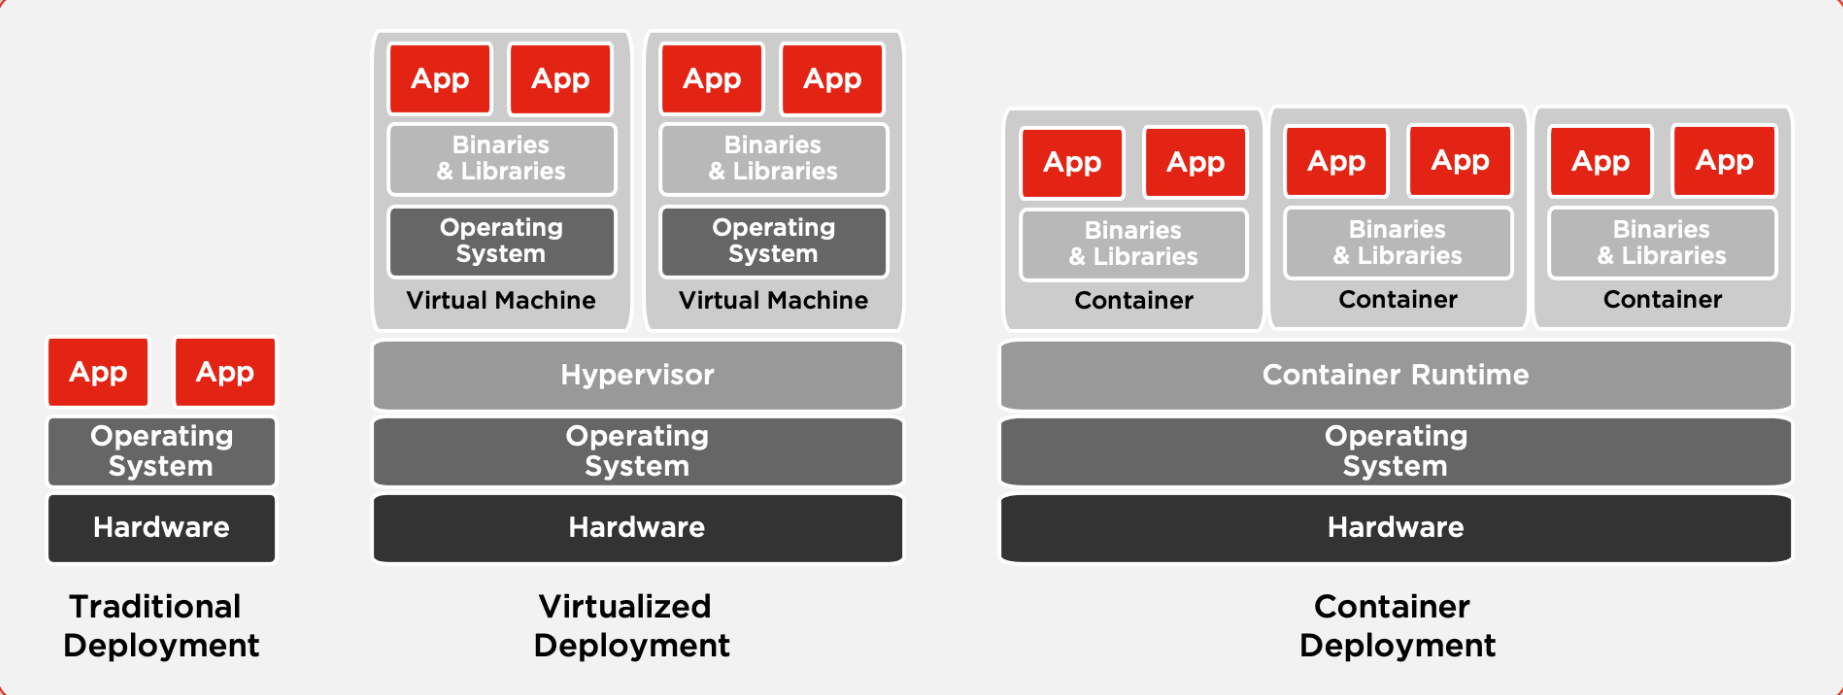 App
App
Operating
System
Hardware
Traditional
Deployment
App
App
Binaries
& Libraries
Operating
System
Virtual Machine
App
App
Binaries
& Libraries
Operating
System
Virtual Machine
Hypervisor
Operating
System
Hardware
Virtualized
Deployment
App
App
Binaries
& Libraries
Container
App
App
Binaries
& Libraries
Container
App
App
Binaries
& Libraries
Container
Container Runtime
Operating
System
Hardware
Container
Deployment